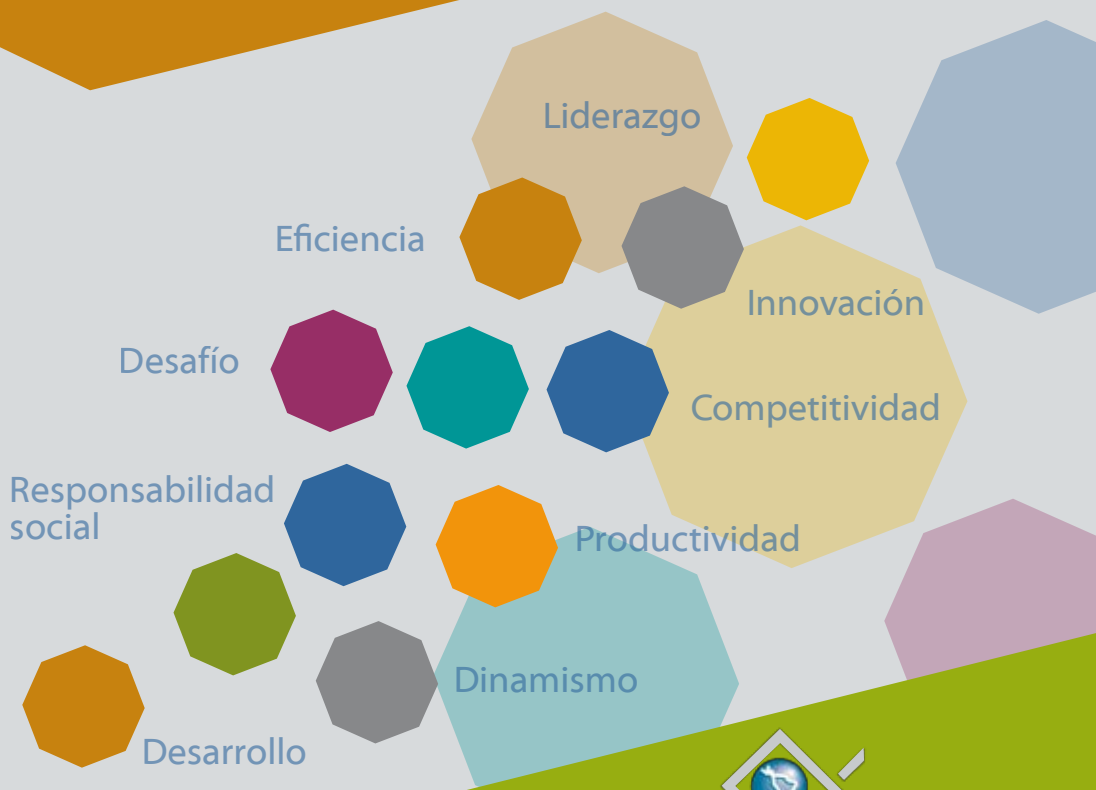 Liderazgo
Eficiencia
Innovación
Desafío
Competitividad
Responsabilidad
social
Productividad
Dinamismo
Desarrollo